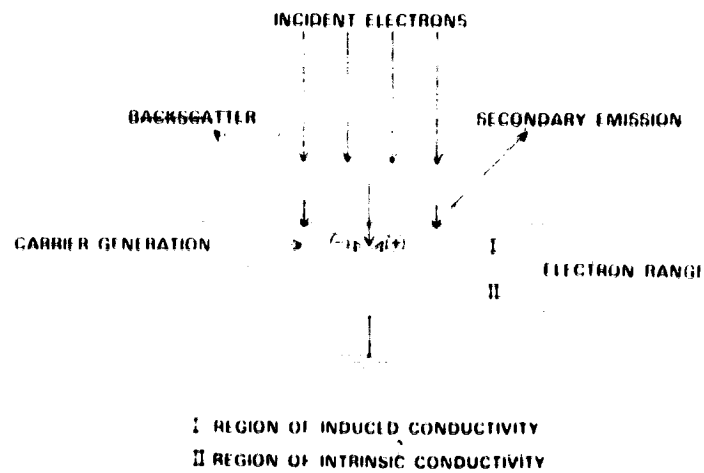 INCIDENT ELECTRONS
BACKSCATTER
SECONDARY EMISSION
CARRIER GENERATION
I
ELECTRON RANGE
II
I REGION OF INDUCED CONDUCTIVITY
II REGION OF INTRINSIC CONDUCTIVITY